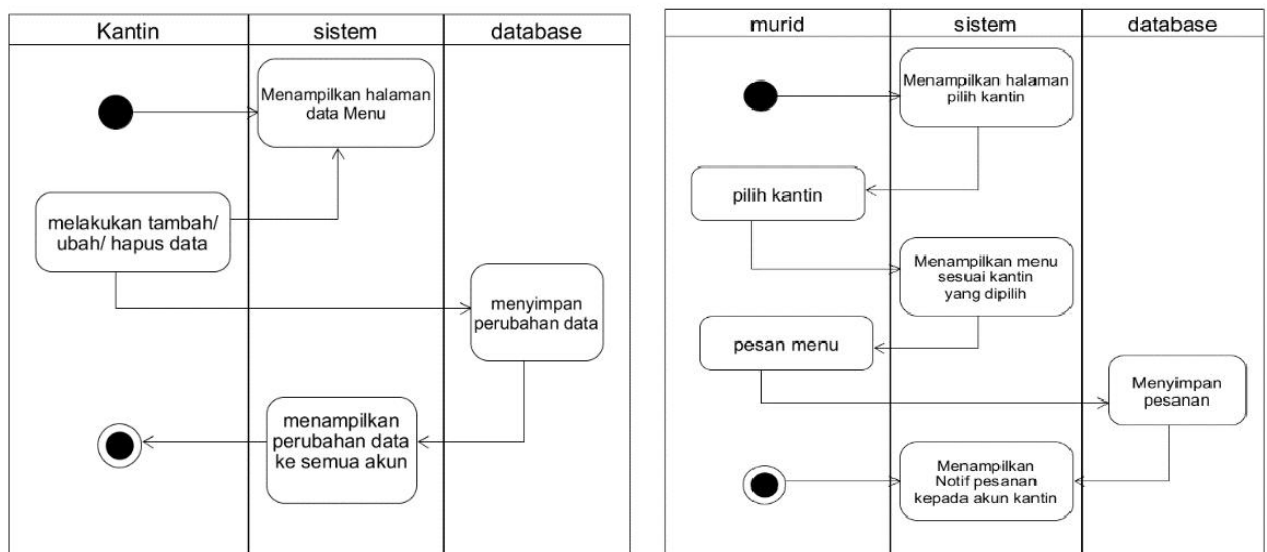 Kantin
sistem
database
Menampilkan halaman
data Menu
melakukan tambah/
ubah/ hapus data
menyimpan
perubahan data
menampilkan
perubahan data
ke semua akun
murid
sistem
database
Menampilkan halaman
pilih kantin
pilih kantin
Menampilkan menu
sesuai kantin
yang dipilih
pesan menu
Menyimpan
pesanan
Menampilkan
Notif pesanan
kepada akun kantin